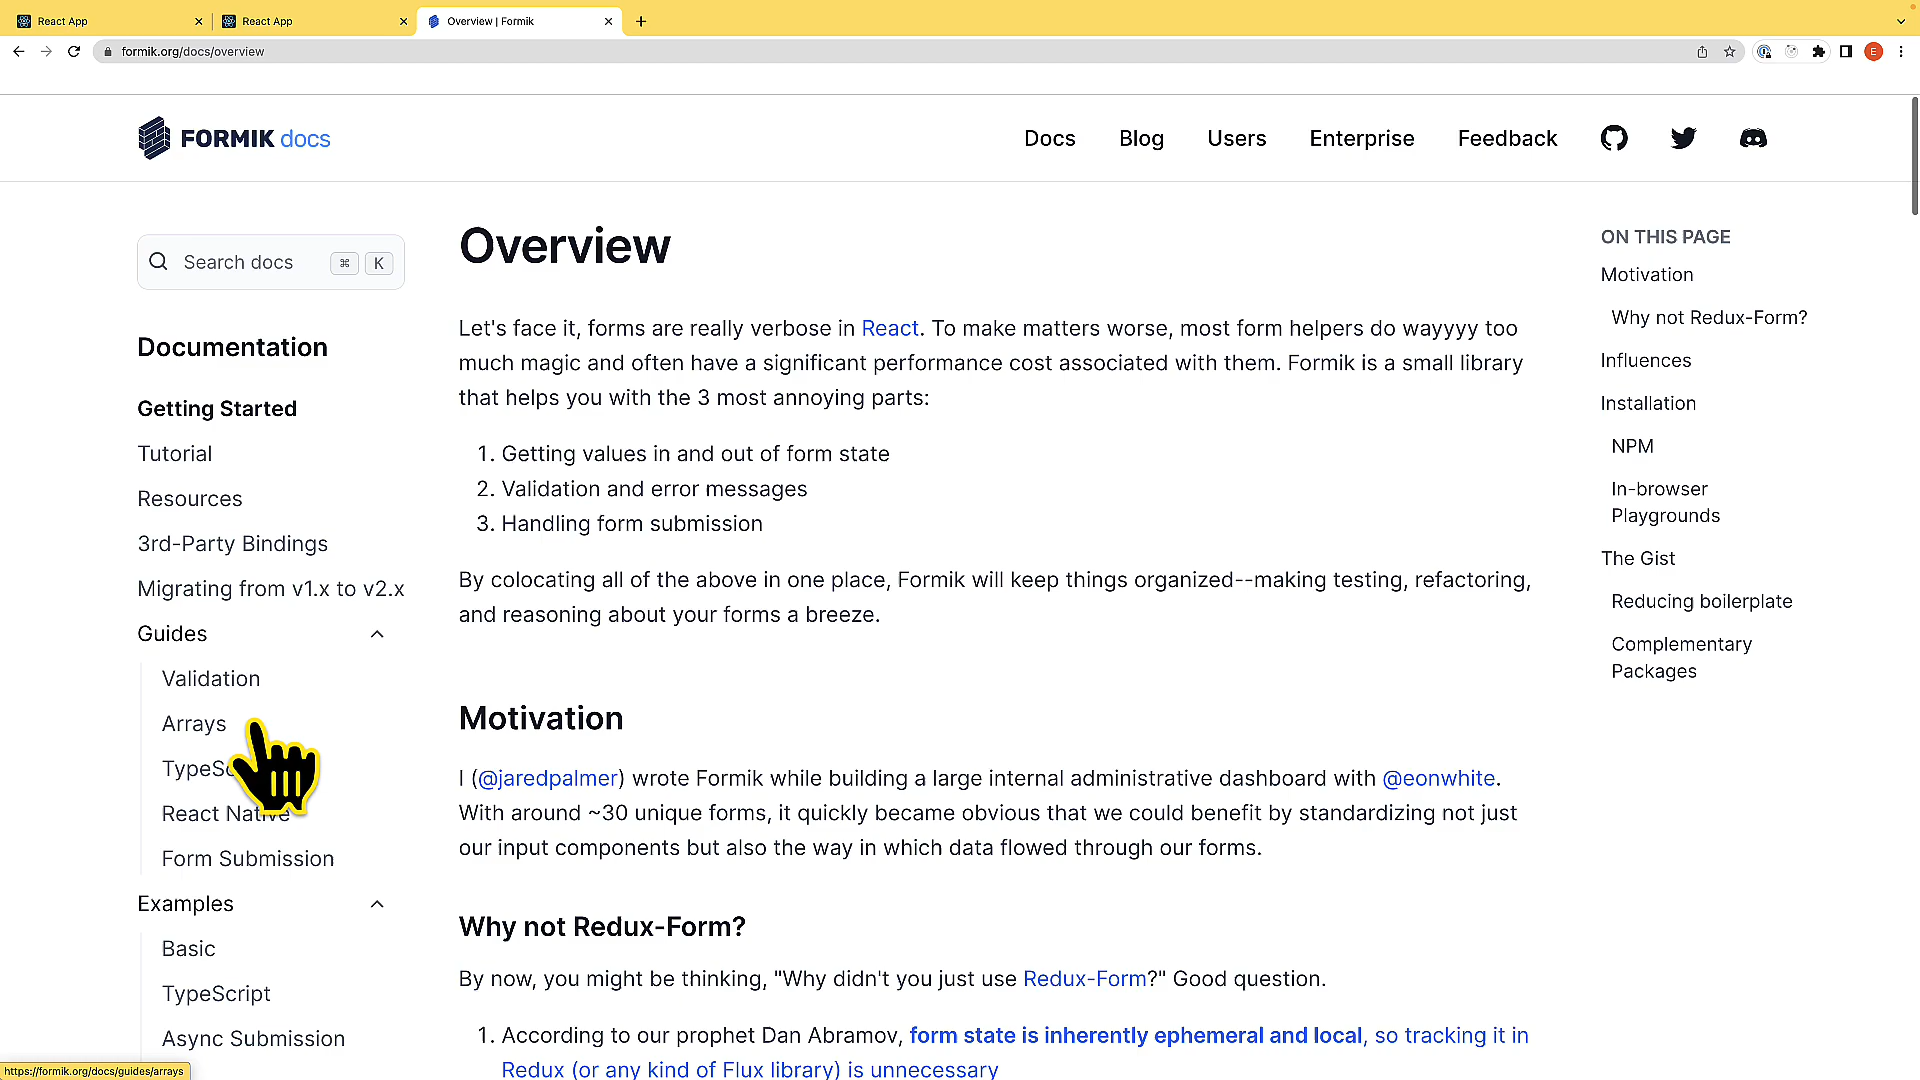 React App
React App
Overview | Formik
formik.org/docs/overview
E
FORMIK docs
Docs
Blog
Users
Enterprise
Feedback
Search docs
⌘ K
Documentation
Getting Started
Tutorial
Resources
3rd-Party Bindings
Migrating from v1.x to v2.x
Guides
Validation
Arrays
TypeSc
React Native
Form Submission
Examples
Basic
TypeScript
Async Submission
Overview
Let's face it, forms are really verbose in React. To make matters worse, most form helpers do wayyyy too
much magic and often have a significant performance cost associated with them. Formik is a small library
that helps you with the 3 most annoying parts:
1. Getting values in and out of form state
2. Validation and error messages
3. Handling form submission
By colocating all of the above in one place, Formik will keep things organized--making testing, refactoring,
and reasoning about your forms a breeze.
Motivation
I (@jaredpalmer) wrote Formik while building a large internal administrative dashboard with @eonwhite.
With around ~30 unique forms, it quickly became obvious that we could benefit by standardizing not just
our input components but also the way in which data flowed through our forms.
Why not Redux-Form?
By now, you might be thinking, "Why didn't you just use Redux-Form?" Good question.
1. According to our prophet Dan Abramov, form state is inherently ephemeral and local, so tracking it in
Redux (or any kind of Flux library) is unnecessary
ON THIS PAGE
Motivation
Why not Redux-Form?
Influences
Installation
NPM
In-browser
Playgrounds
The Gist
Reducing boilerplate
Complementary
Packages
https://formik.org/docs/guides/arrays